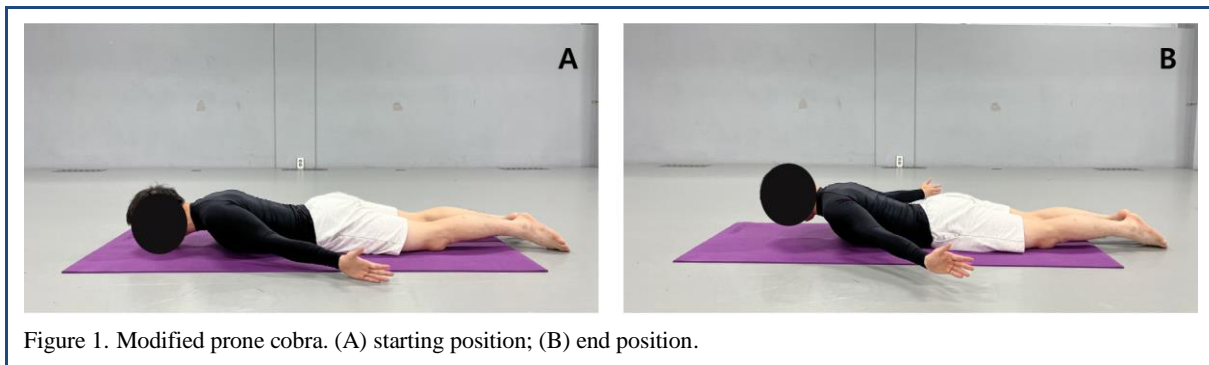 A
B
Figure 1. Modified prone cobra. (A) starting position; (B) end position.